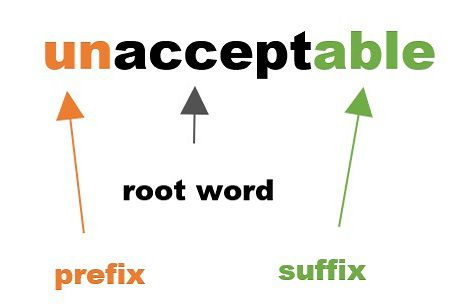 unacceptable
root word
prefix
suffix